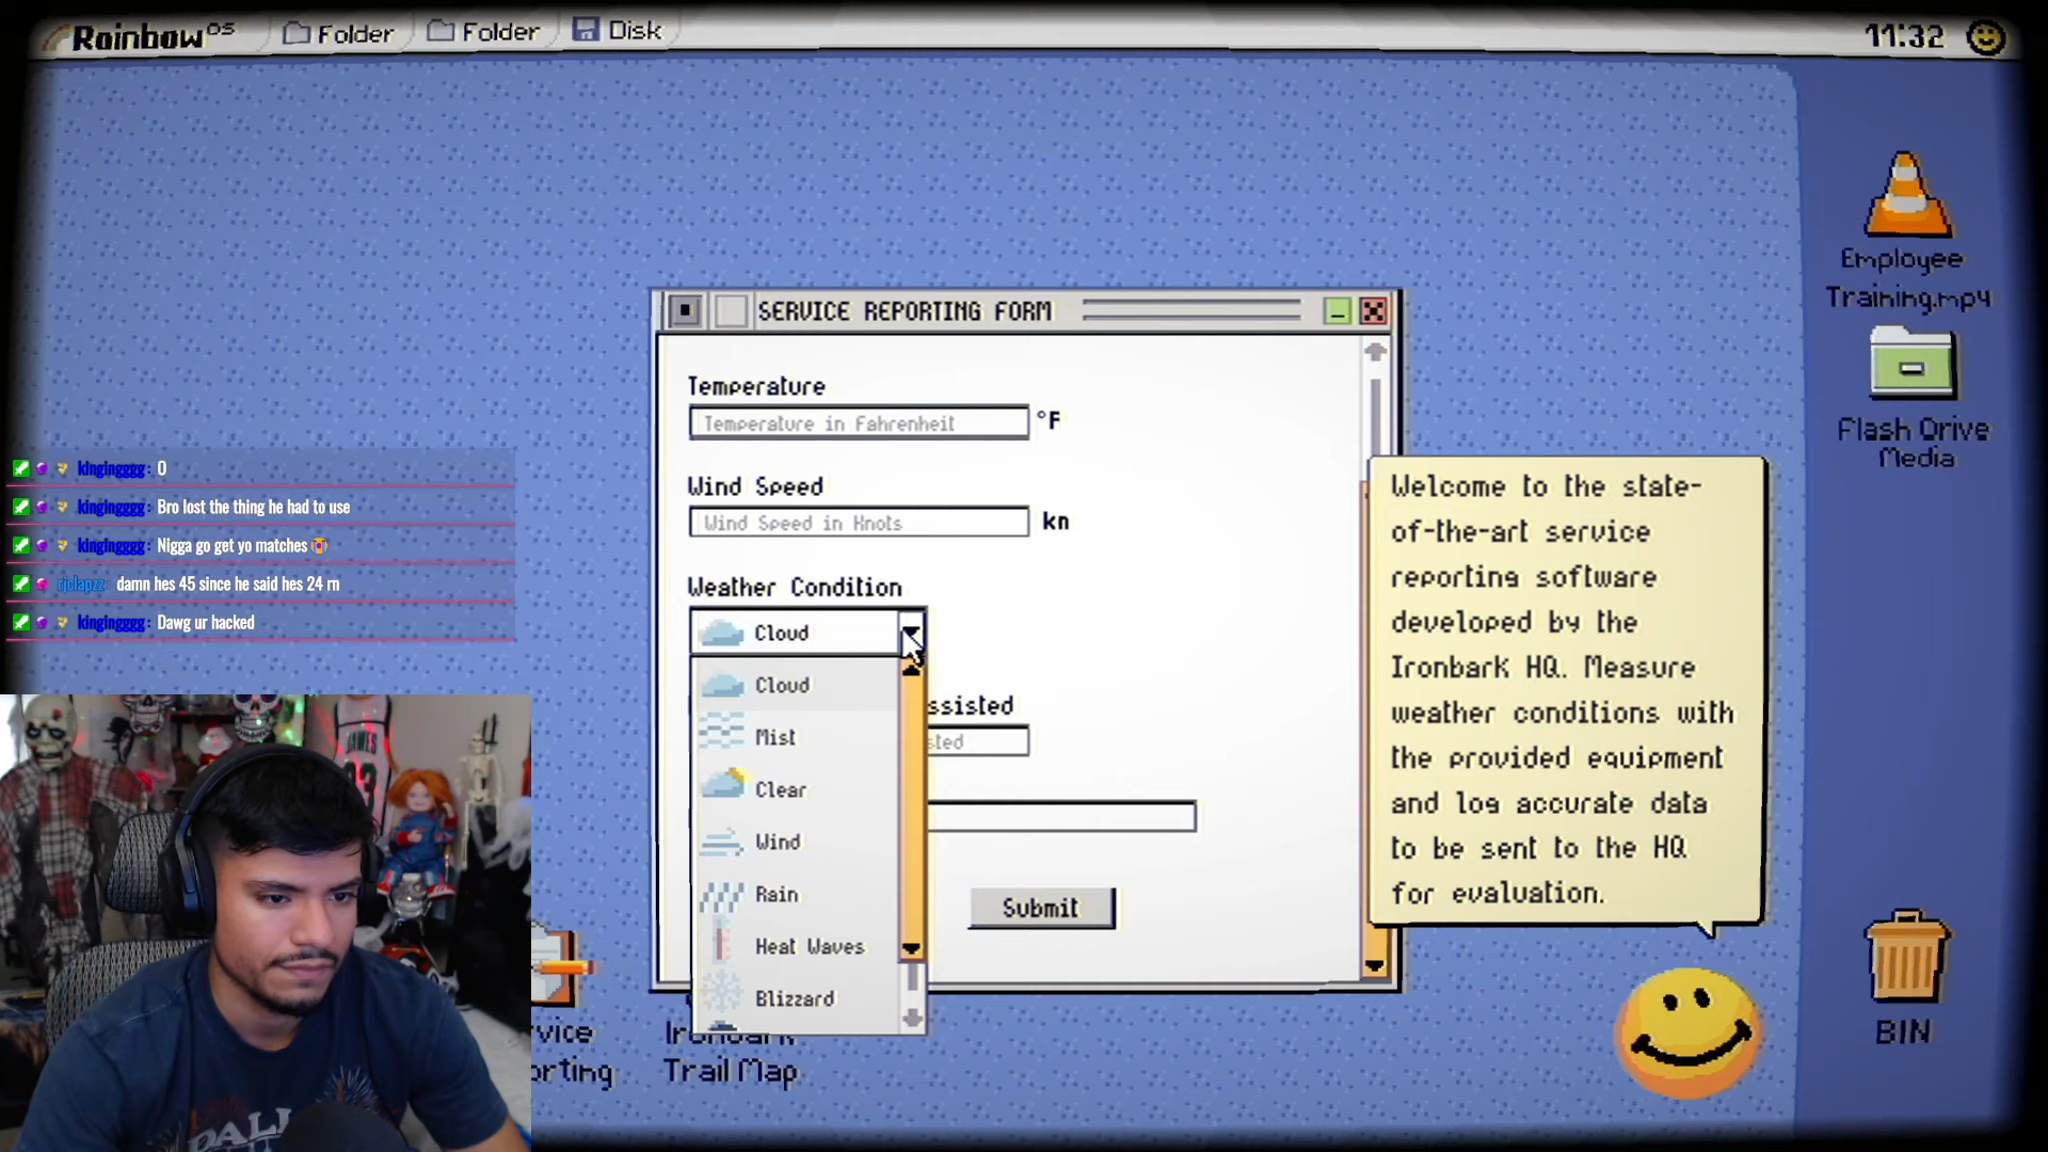 Rainbow OS
Folder
Folder
Disk
11:32
Employee
Training.mp4
Flash Drive
Media
SERVICE REPORTING FORM
Temperature
Temperature in Fahrenheit
°F
Wind Speed
Wind Speed in Knots
kn
Weather Condition
Cloud
Cloud
Mist
Clear
Wind
Rain
Heat Waves
Blizzard
ssisted
sted
Submit
Welcome to the state-
of-the-art service
reporting software
developed by the
Ironbark HQ. Measure
weather conditions with
the provided equipment
and log accurate data
to be sent to the HQ
for evaluation.
kingingggg: O
kingingggg: Bro lost the thing he had to use
kingingggg: Nigga go get yo matches
rjclapzz: damn hes 45 since he said hes 24 rn
kingingggg: Dawg ur hacked
rvice
orting
Ironbark
Trail Map
BIN